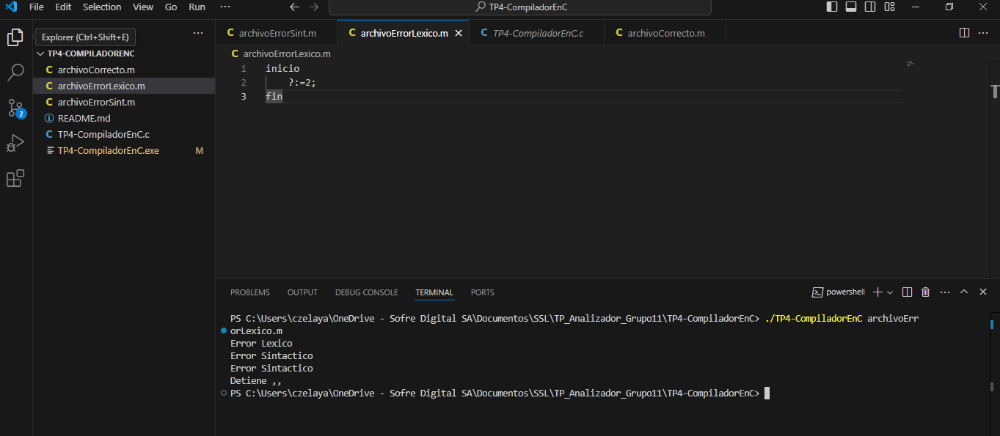 File Edit Selection View Go Run ··· ← → TP4-CompiladorEnC
Explorer (Ctrl+Shift+E) ···
TP4-COMPILADORENC
C archivoCorrecto.m
C archivoErrorLexico.m
C archivoErrorSint.m
README.md
C TP4-CompiladorEnC.c
TP4-CompiladorEnC.exe M
2
C archivoErrorSint.m C archivoErrorLexico.m C TP4-CompiladorEnC.c C archivoCorrecto.m ···
C archivoErrorLexico.m
1 inicio
2 ?:=2;
3 fin
PROBLEMS OUTPUT DEBUG CONSOLE TERMINAL PORTS powershell ···
PS C:\Users\czelaya\OneDrive - Sofre Digital SA\Documentos\SSL\TP_Analizador_Grupo11\TP4-CompiladorEnC> ./TP4-CompiladorEnC archivoErr
orLexico.m
Error Lexico
Error Sintactico
Error Sintactico
Detiene ,,
PS C:\Users\czelaya\OneDrive - Sofre Digital SA\Documentos\SSL\TP_Analizador_Grupo11\TP4-CompiladorEnC>